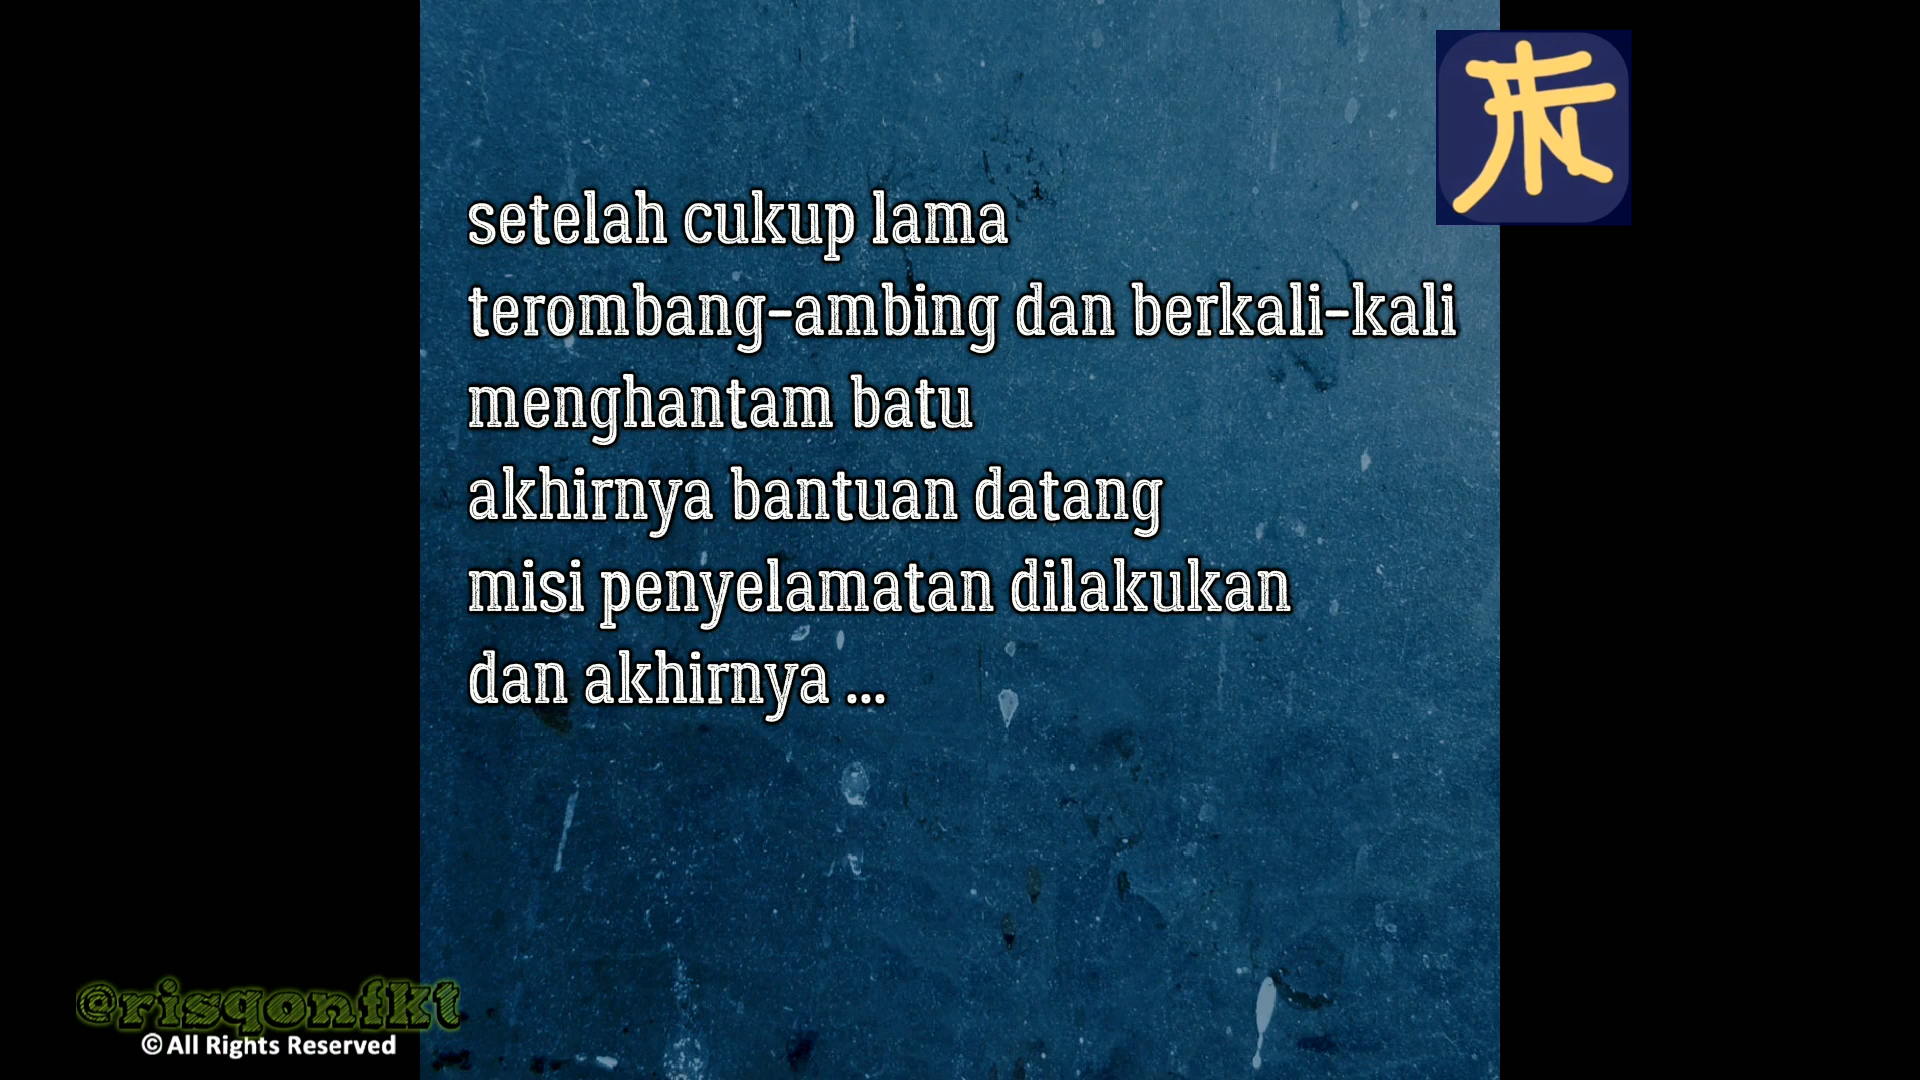 setelah cukup lama
terombang-ambing dan berkali-kali
menghantam batu
akhirnya bantuan datang
misi penyelamatan dilakukan
dan akhirnya ...
@risqonfkt
© All Rights Reserved